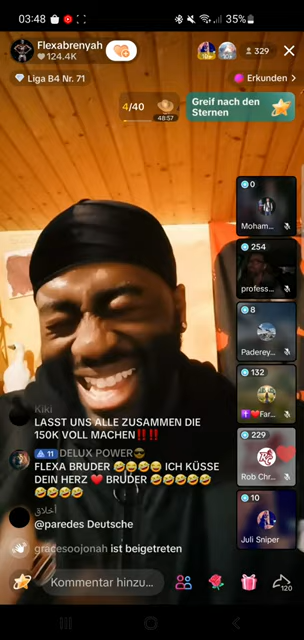 03:48
35%
Flexabrenyah
124.4K
329
Liga B4 Nr. 71
Erkunden >
4/40
48:57
Greif nach den
Sternen
0
Moham...
254
profess...
8
Paderey...
132
Far...
229
Rob Chr...
10
Juli Sniper
Kiki
LASST UNS ALLE ZUSAMMEN DIE
150K VOLL MACHEN‼️‼️
11 DELUX POWER😎
FLEXA BRUDER 🤣🤣🤣🤣 ICH KÜSSE
DEIN HERZ ❤️ BRUDER 🤣🤣🤣🤣🤣
🤣🤣🤣🤣
أخلاق
@paredes Deutsche
gracesoojonah ist beigetreten
Kommentar hinzu...
120